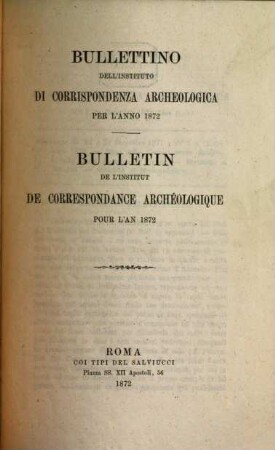 BULLETTINO
DELL'INSTITUTO
DI CORRISPONDENZA ARCHEOLOGICA
PER L'ANNO 1872
BULLETIN
DE L'INSTITUT
DE CORRESPONDANCE ARCHÉOLOGIQUE
POUR L'AN 1872
ROMA
COI TIPI DEL SALVIUCCI
Piazza SS. XII Apostoli, 56
1872